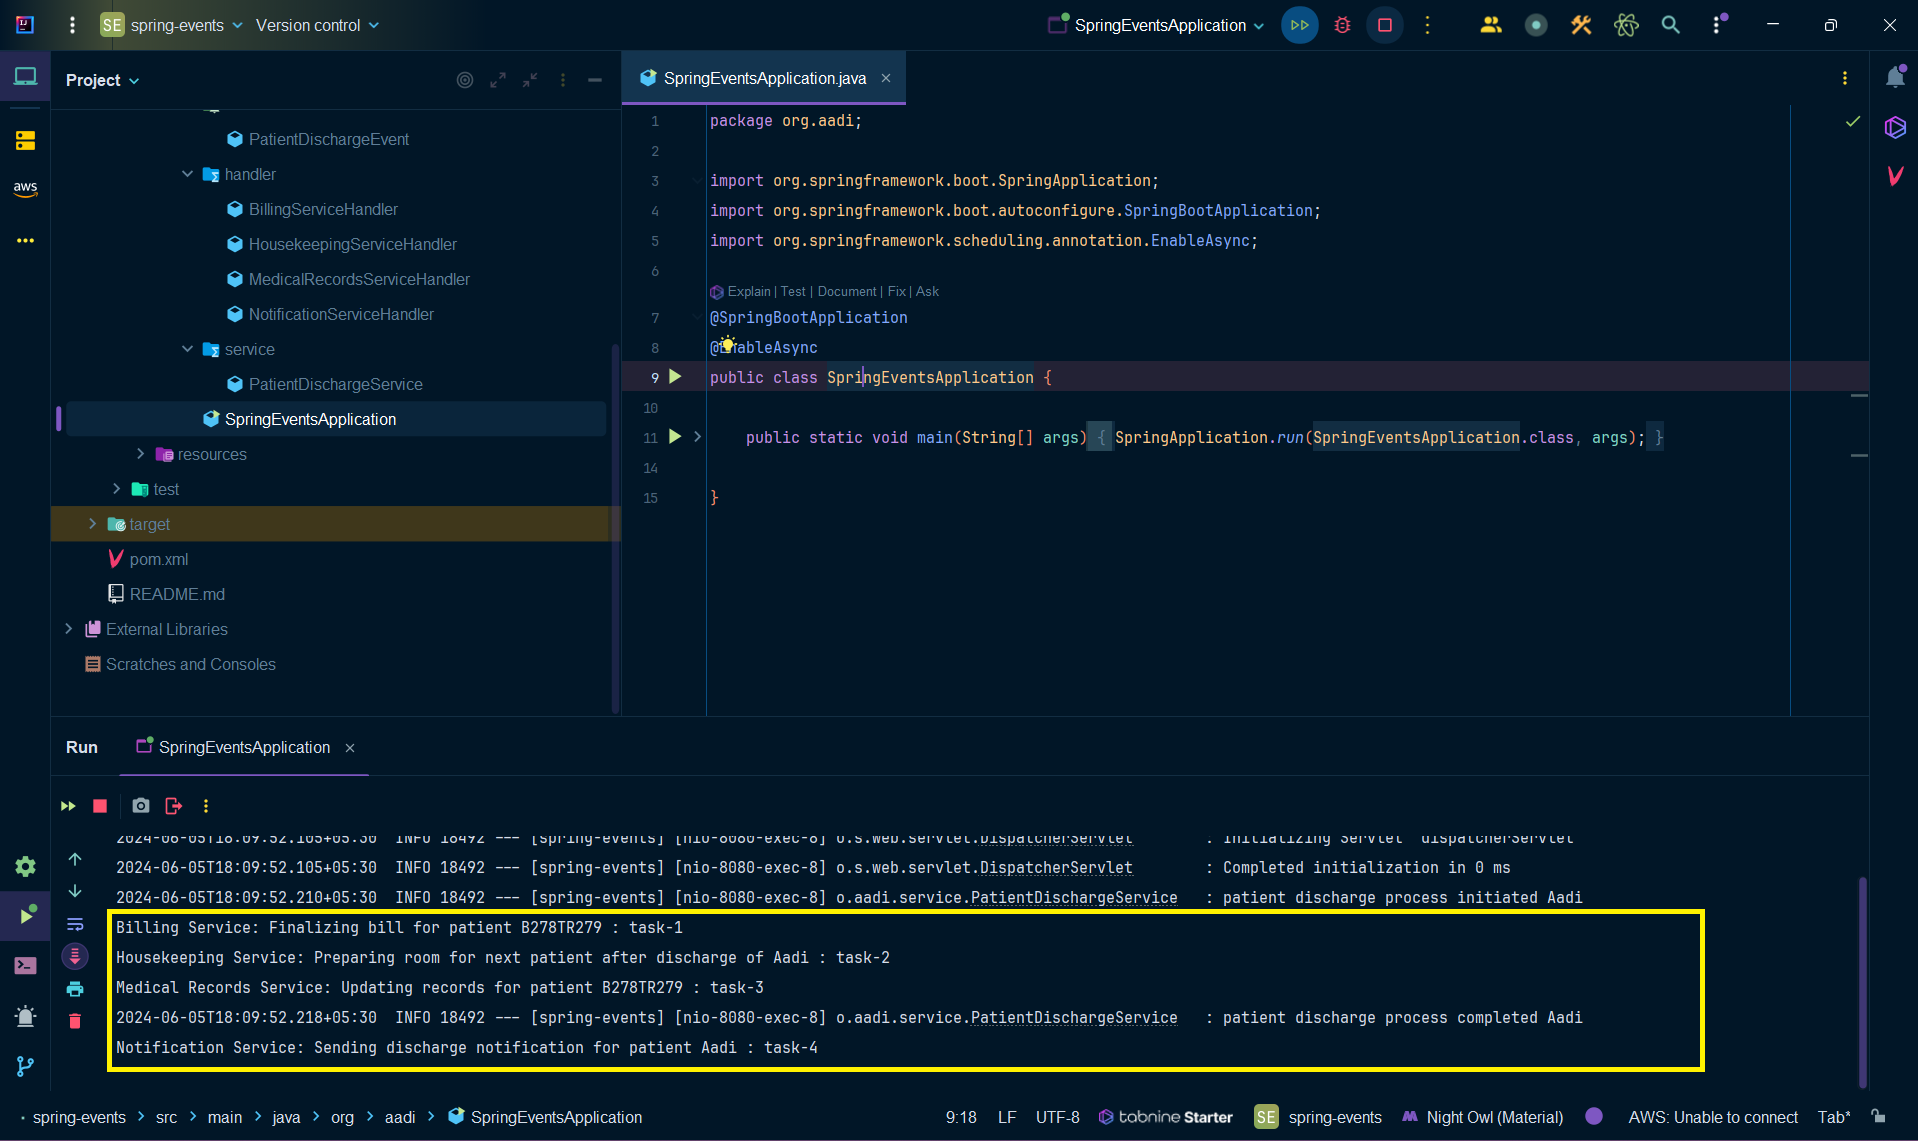 SE spring-events Version control SpringEventsApplication
Project
SpringEventsApplication.java
aws
PatientDischargeEvent
handler
BillingServiceHandler
HousekeepingServiceHandler
MedicalRecordsServiceHandler
NotificationServiceHandler
service
PatientDischargeService
SpringEventsApplication
resources
test
target
pom.xml
README.md
External Libraries
Scratches and Consoles
1 package org.aadi;
2
3 import org.springframework.boot.SpringApplication;
4 import org.springframework.boot.autoconfigure.SpringBootApplication;
5 import org.springframework.scheduling.annotation.EnableAsync;
6
Explain | Test | Document | Fix | Ask
7 @SpringBootApplication
8 @EnableAsync
9 public class SpringEventsApplication {
10
11 public static void main(String[] args) { SpringApplication.run(SpringEventsApplication.class, args); }
14
15 }
Run SpringEventsApplication
2024-06-05T18:09:52.105+05:30 INFO 18492 --- [spring-events] [nio-8080-exec-8] o.s.web.servlet.DispatcherServlet : Initializing Servlet 'dispatcherServlet'
2024-06-05T18:09:52.105+05:30 INFO 18492 --- [spring-events] [nio-8080-exec-8] o.s.web.servlet.DispatcherServlet : Completed initialization in 0 ms
2024-06-05T18:09:52.210+05:30 INFO 18492 --- [spring-events] [nio-8080-exec-8] o.aadi.service.PatientDischargeService : patient discharge process initiated Aadi
Billing Service: Finalizing bill for patient B278TR279 : task-1
Housekeeping Service: Preparing room for next patient after discharge of Aadi : task-2
Medical Records Service: Updating records for patient B278TR279 : task-3
2024-06-05T18:09:52.218+05:30 INFO 18492 --- [spring-events] [nio-8080-exec-8] o.aadi.service.PatientDischargeService : patient discharge process completed Aadi
Notification Service: Sending discharge notification for patient Aadi : task-4
spring-events > src > main > java > org > aadi > SpringEventsApplication 9:18 LF UTF-8 tabnine Starter SE spring-events Night Owl (Material) AWS: Unable to connect Tab*